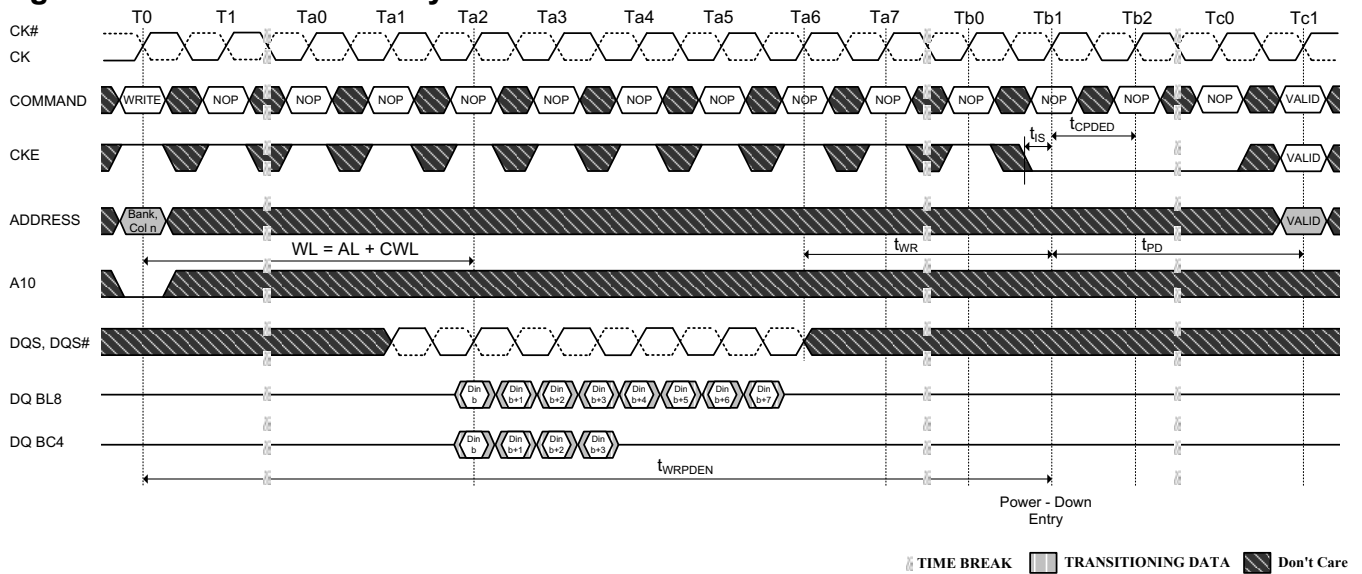 T0 T1 Ta0 Ta1 Ta2 Ta3 Ta4 Ta5 Ta6 Ta7 Tb0 Tb1 Tb2 Tc0 Tc1
CK#
CK
COMMAND WRITE NOP NOP NOP NOP NOP NOP NOP NOP NOP NOP NOP NOP NOP VALID
tIS tCPDED
CKE VALID
ADDRESS Bank, Col n VALID
WL = AL + CWL tWR tPD
A10
DQS, DQS#
DQ BL8 Din b Din b+1 Din b+2 Din b+3 Din b+4 Din b+5 Din b+6 Din b+7
DQ BC4 Din b Din b+1 Din b+2 Din b+3
tWRPDEN
Power - Down
Entry
TIME BREAK TRANSITIONING DATA Don't Care